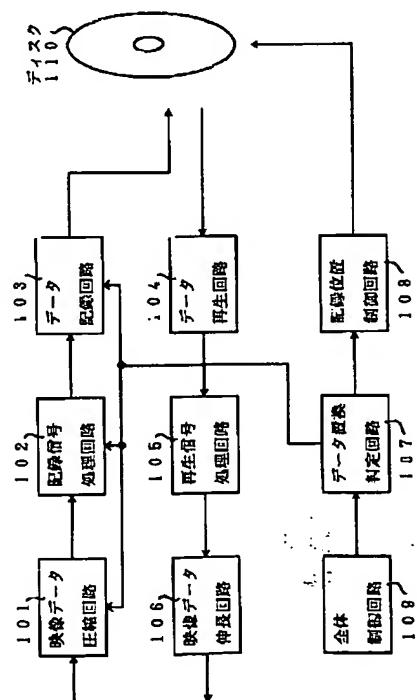 101
映像データ
圧縮回路
102
記録信号
処理回路
103
データ
記録回路
ディスク
110
106
映像データ
伸長回路
105
再生信号
処理回路
104
データ
再生回路
109
全体
制御回路
107
データ置換
判定回路
108
記録位置
制御回路